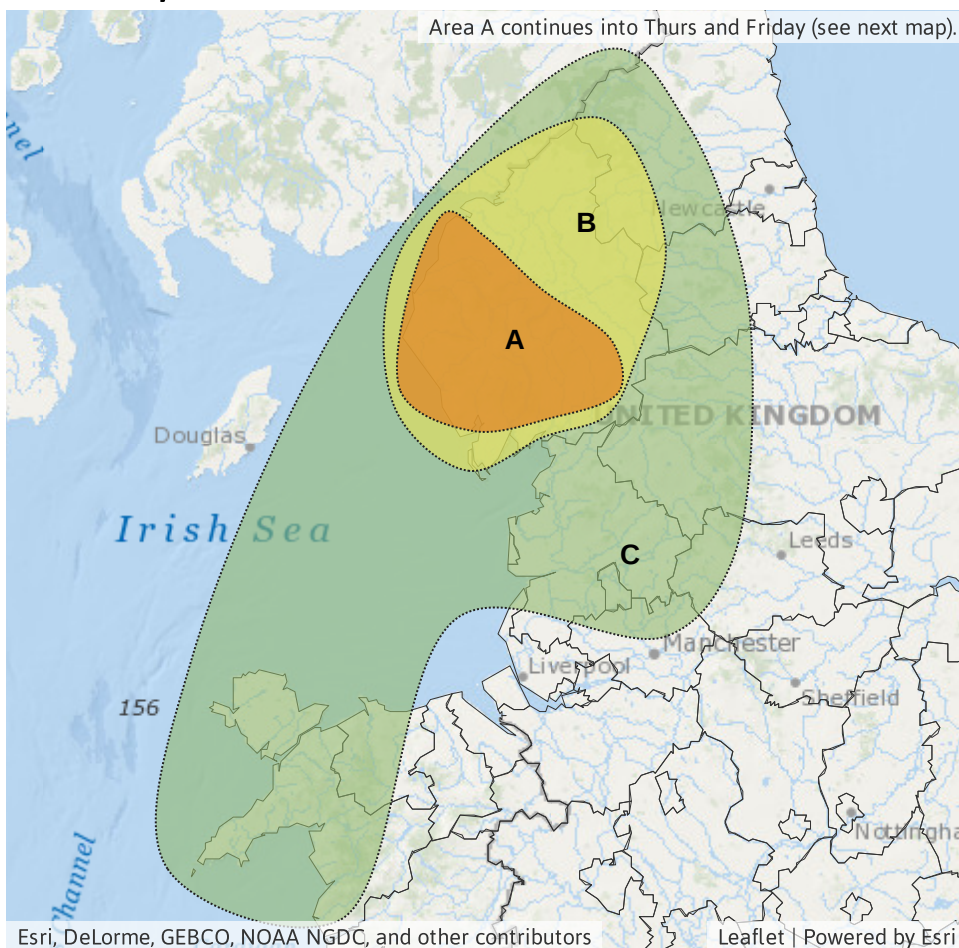 Area A continues into Thurs and Friday (see next map).
B
Newcastle
A
UNITED KINGDOM
Douglas
Irish Sea
Leeds
C
Manchester
Liverpool
Sheffield
156
Nottingha
hannel
Esri, DeLorme, GEBCO, NOAA NGDC, and other contributors
Leaflet | Powered by Esri